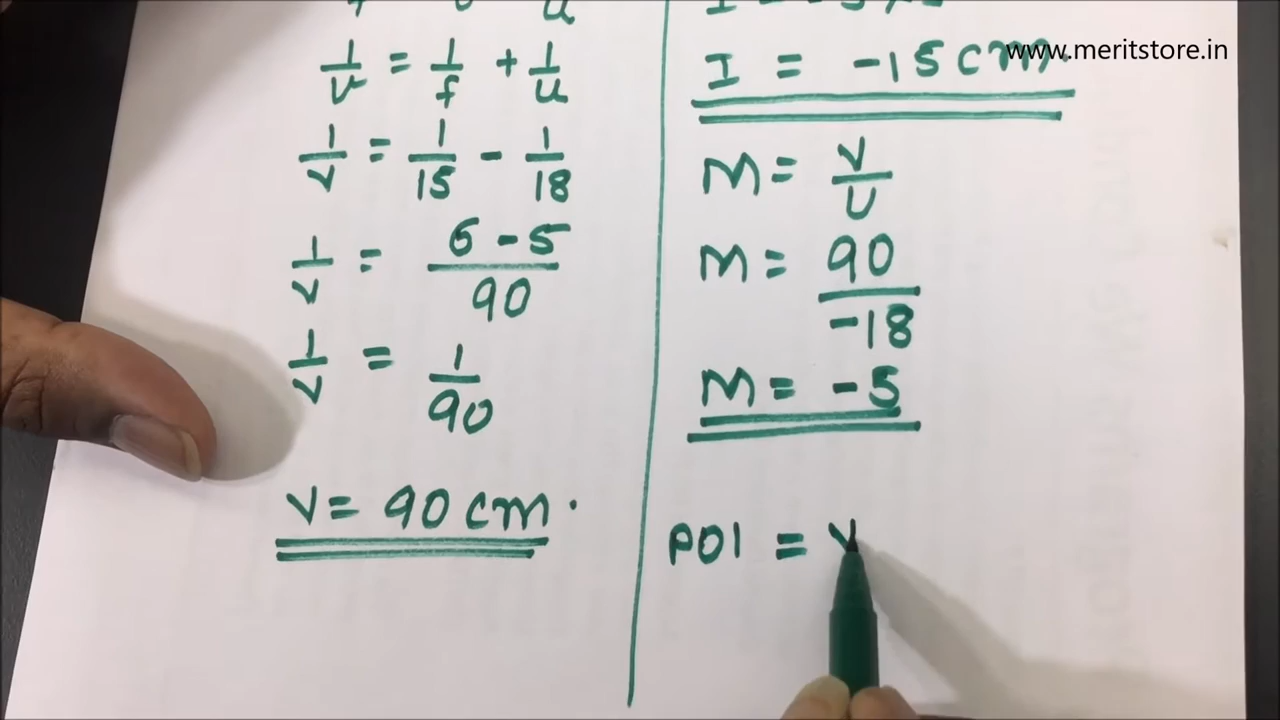 1/v = 1/f + 1/u
1/v = 1/15 - 1/18
1/v = 6 - 5/90
1/v = 1/90
v = 90 cm.
www.meritstore.in
I = -15 cm.
M = v/u
M = 90/-18
M = -5
POI = v